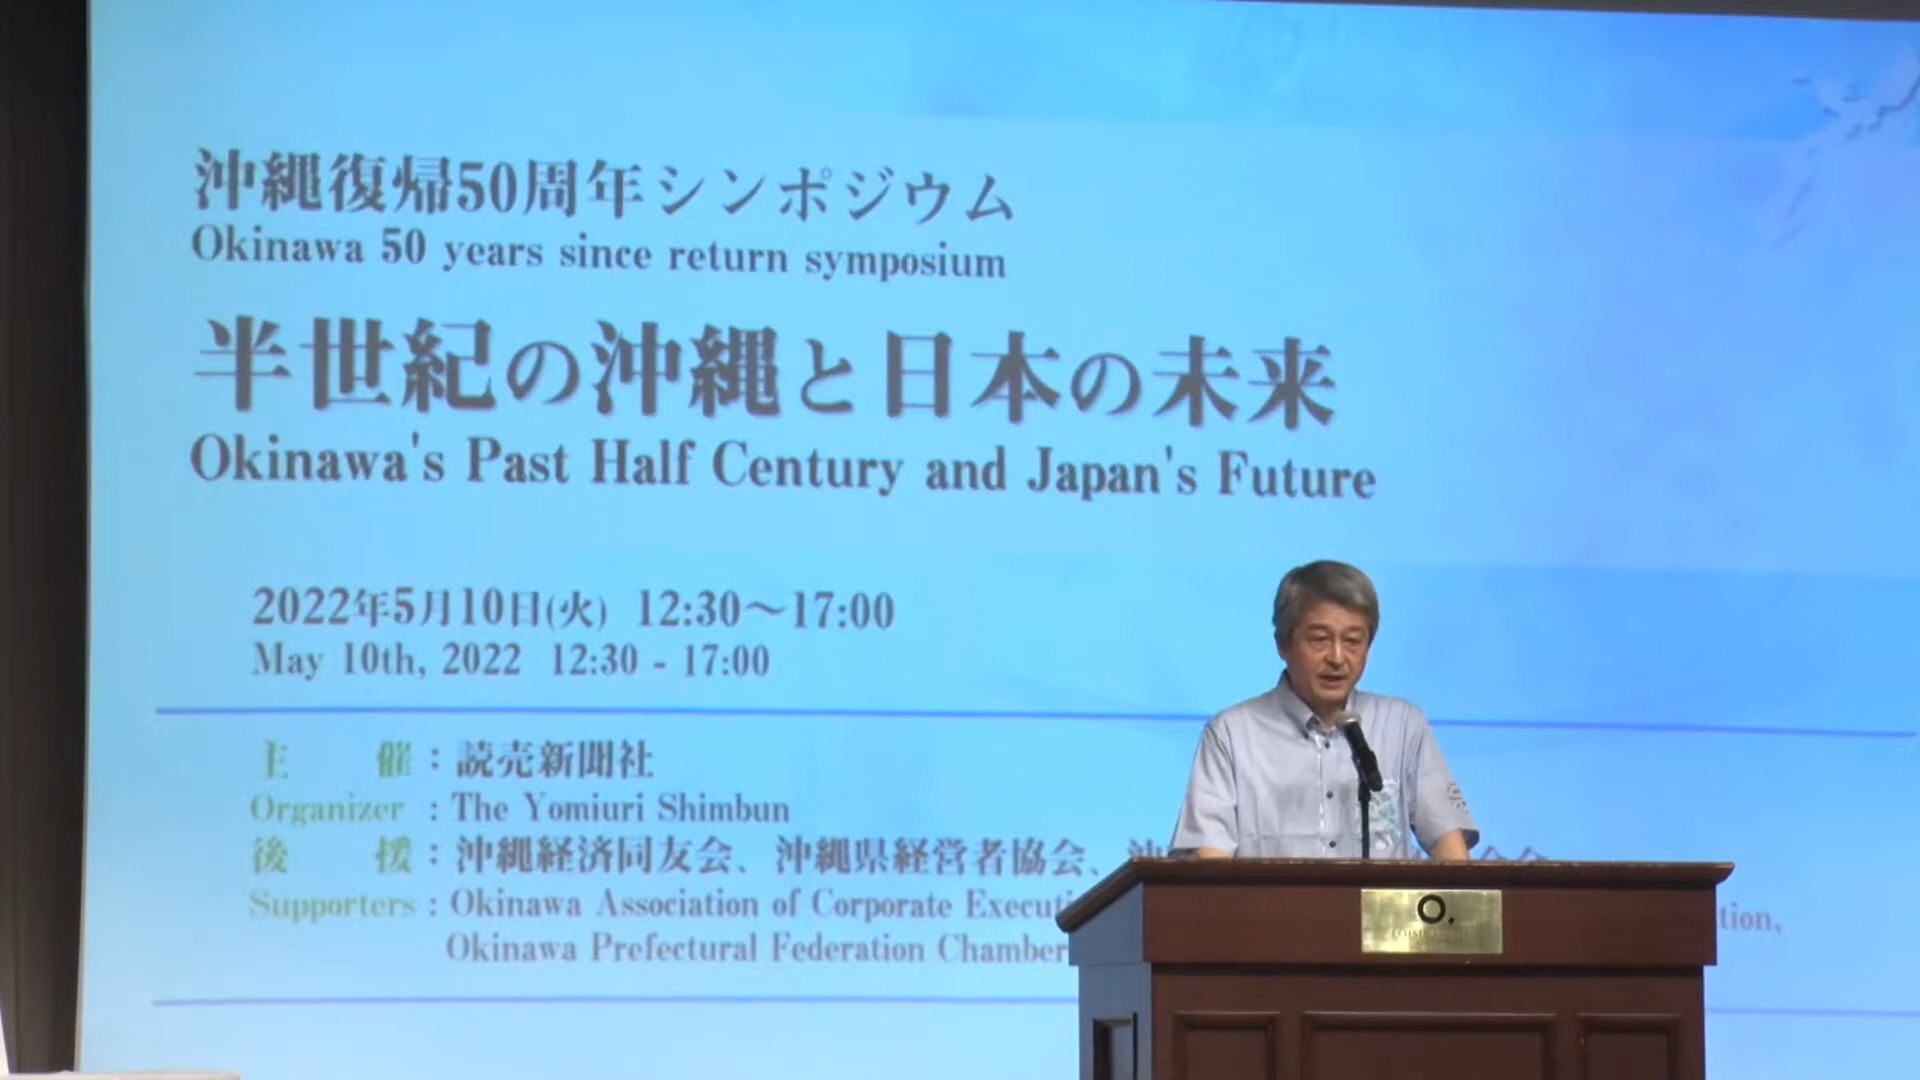 沖縄復帰50周年シンポジウム
Okinawa 50 years since return symposium
半世紀の沖縄と日本の未来
Okinawa's Past Half Century and Japan's Future
2022年5月10日(火) 12:30～17:00
May 10th, 2022 12:30 - 17:00
主 催：読売新聞社
Organizer : The Yomiuri Shimbun
後 援：沖縄経済同友会、沖縄県経営者協会、
Supporters : Okinawa Association of Corporate
Okinawa Prefectural Federation Chamber
O.